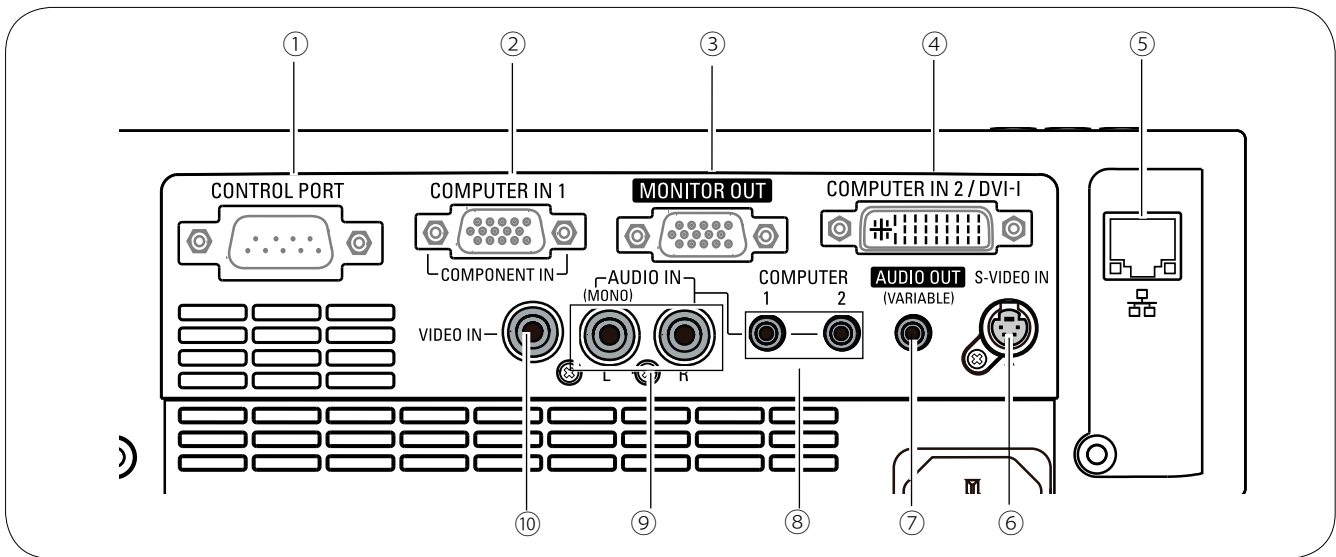 ① ② ③ ④ ⑤
CONTROL PORT
COMPUTER IN 1
MONITOR OUT
COMPUTER IN 2 / DVI-I
COMPONENT IN
AUDIO IN
(MONO)
COMPUTER
1 2
AUDIO OUT
(VARIABLE)
S-VIDEO IN
VIDEO IN
L R
⑩ ⑨ ⑧ ⑦ ⑥